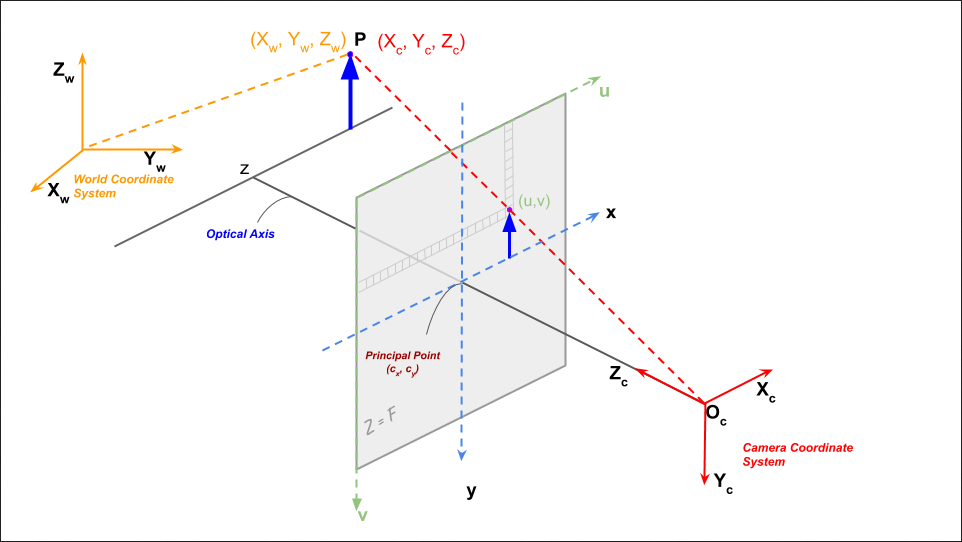 (Xw, Yw, Zw) P (Xc, Yc, Zc)
Zw
u
Yw
z
Xw
World Coordinate
System
(u,v)
x
Optical Axis
Principal Point
(cx, cy)
Zc
Xc
Oc
Z = F
Camera Coordinate
System
Yc
y
v